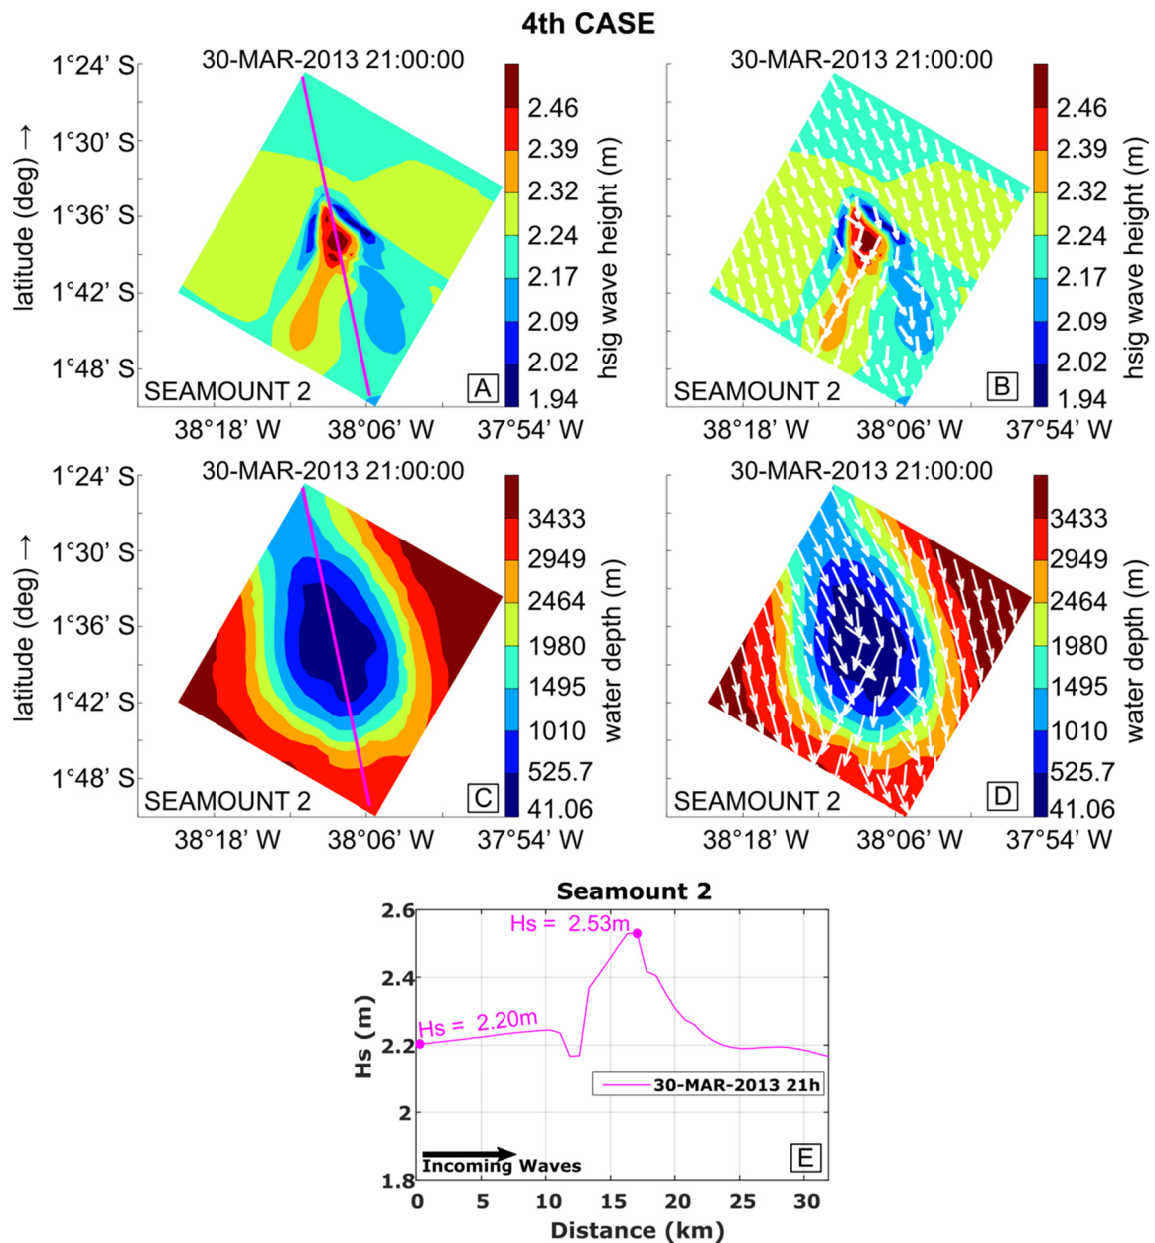 4th CASE
30-MAR-2013 21:00:00
1°24’ S
1°30’ S
1°36’ S
1°42’ S
1°48’ S
latitude (deg) →
SEAMOUNT 2
A
38°18’ W
38°06’ W
37°54’ W
2.46
2.39
2.32
2.24
2.17
2.09
2.02
1.94
hsig wave height (m)
30-MAR-2013 21:00:00
SEAMOUNT 2
B
38°18’ W
38°06’ W
37°54’ W
2.46
2.39
2.32
2.24
2.17
2.09
2.02
1.94
hsig wave height (m)
30-MAR-2013 21:00:00
1°24’ S
1°30’ S
1°36’ S
1°42’ S
1°48’ S
latitude (deg) →
SEAMOUNT 2
C
38°18’ W
38°06’ W
37°54’ W
3433
2949
2464
1980
1495
1010
525.7
41.06
water depth (m)
30-MAR-2013 21:00:00
SEAMOUNT 2
D
38°18’ W
38°06’ W
37°54’ W
3433
2949
2464
1980
1495
1010
525.7
41.06
water depth (m)
Seamount 2
2.6
2.4
2.2
2
1.8
Hs (m)
Hs = 2.53m
Hs = 2.20m
30-MAR-2013 21h
Incoming Waves
E
0 5 10 15 20 25 30
Distance (km)